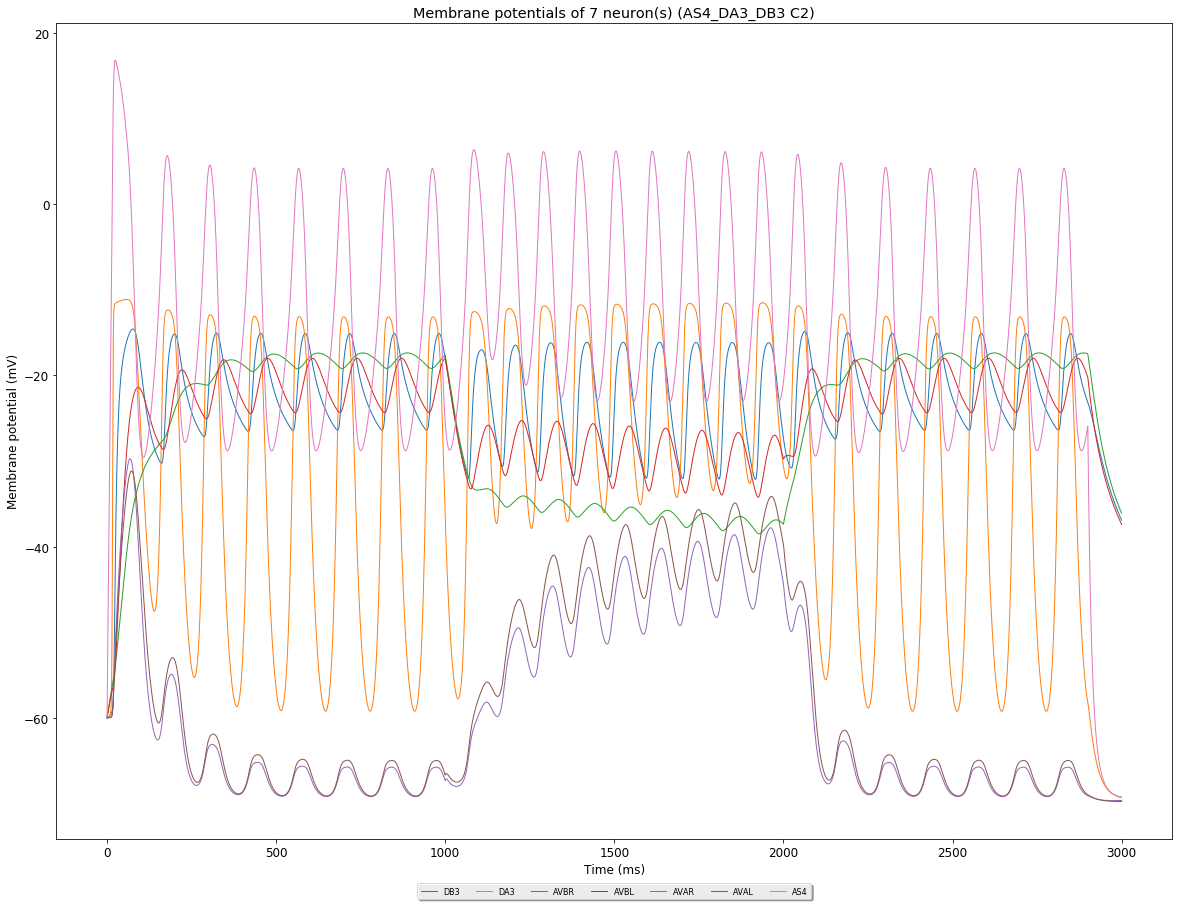 Membrane potentials of 7 neuron(s) (AS4_DA3_DB3 C2)
20
0
−20
−40
−60
Membrane potential (mV)
0 500 1000 1500 2000 2500 3000
Time (ms)
DB3 DA3 AVBR AVBL AVAR AVAL AS4